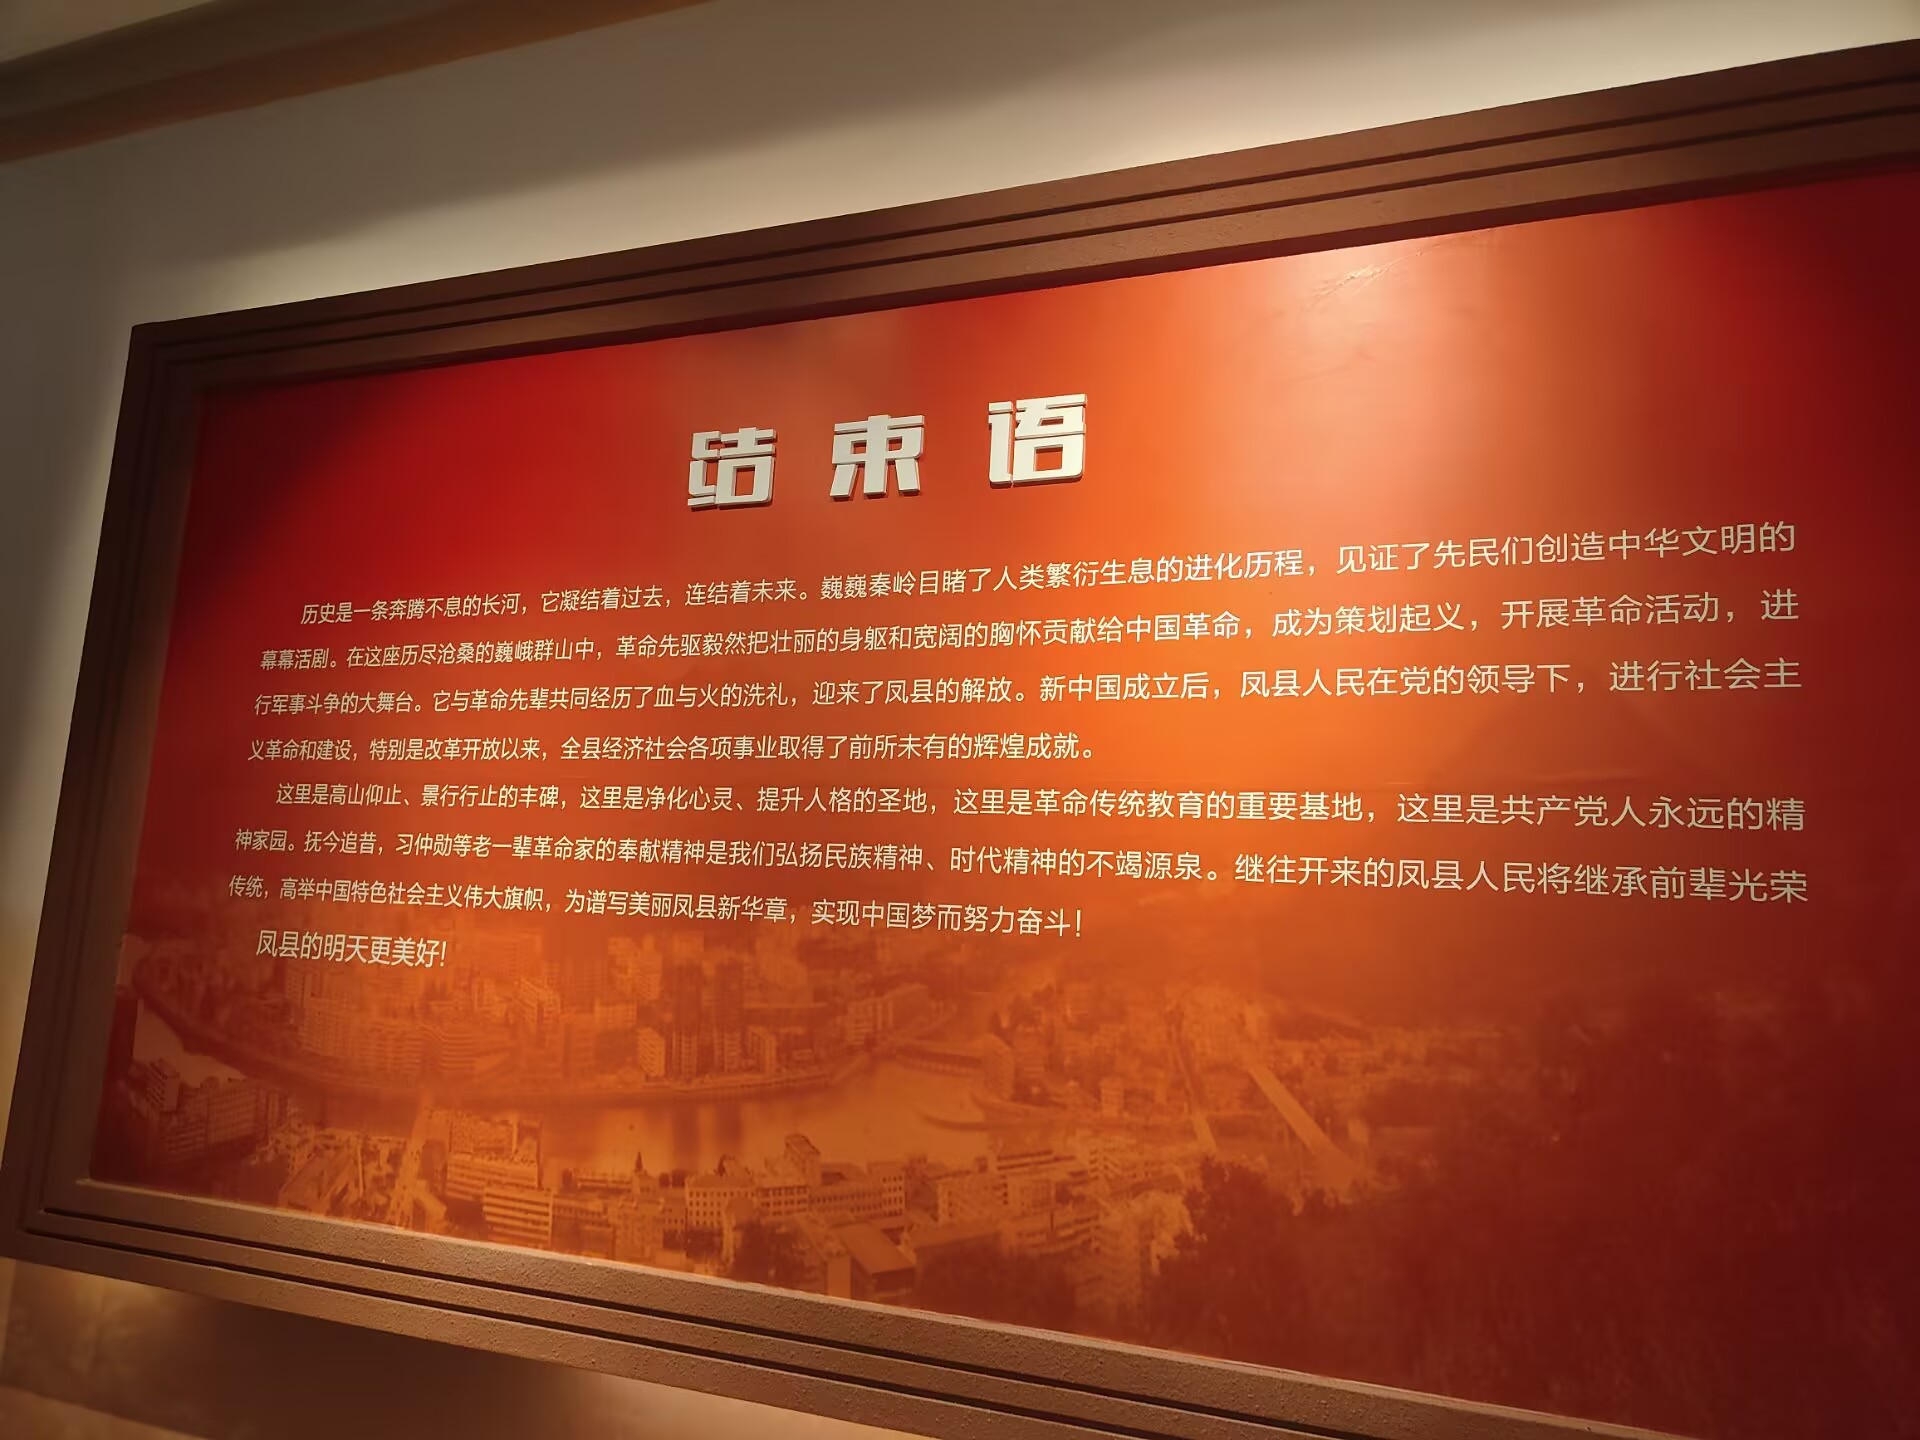 结束语
历史是一条奔腾不息的长河，它凝结着过去，连结着未来。巍巍秦岭目睹了人类繁衍生息的进化历程，见证了先民们创造中华文明的
幕幕活剧。在这座历尽沧桑的巍峨群山中，革命先驱毅然把壮丽的身躯和宽阔的胸怀贡献给中国革命，成为策划起义，开展革命活动，进
行军事斗争的大舞台。它与革命先辈共同经历了血与火的洗礼，迎来了凤县的解放。新中国成立后，凤县人民在党的领导下，进行社会主
义革命和建设，特别是改革开放以来，全县经济社会各项事业取得了前所未有的辉煌成就。
这里是高山仰止、景行行止的丰碑，这里是净化心灵、提升人格的圣地，这里是革命传统教育的重要基地，这里是共产党人永远的精
神家园。抚今追昔，习仲勋等老一辈革命家的奉献精神是我们弘扬民族精神、时代精神的不竭源泉。继往开来的凤县人民将继承前辈光荣
传统，高举中国特色社会主义伟大旗帜，为谱写美丽凤县新华章，实现中国梦而努力奋斗！
凤县的明天更美好！